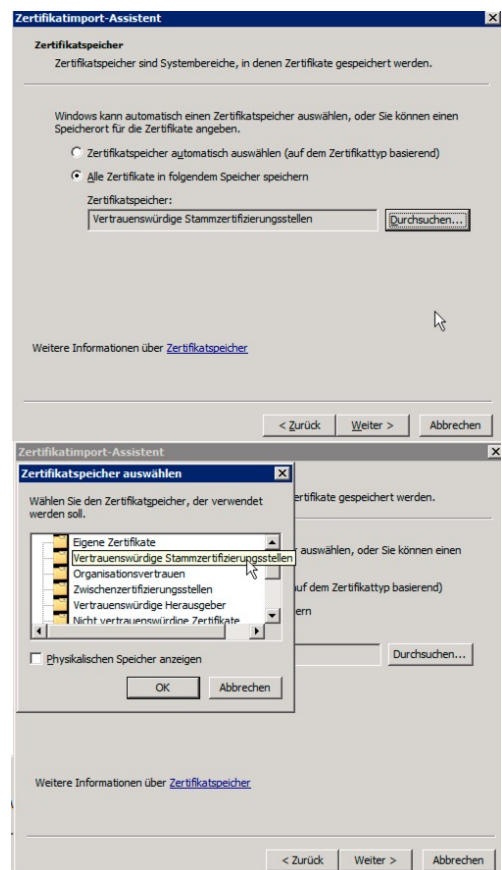 Zertifikatimport-Assistent
Zertifikatspeicher
Zertifikatspeicher sind Systembereiche, in denen Zertifikate gespeichert werden.
Windows kann automatisch einen Zertifikatspeicher auswählen, oder Sie können einen
Speicherort für die Zertifikate angeben.
Zertifikatspeicher automatisch auswählen (auf dem Zertifikattyp basierend)
Alle Zertifikate in folgendem Speicher speichern
Zertifikatspeicher:
Vertrauenswürdige Stammzertifizierungsstellen
Durchsuchen...
Weitere Informationen über Zertifikatspeicher
< Zurück
Weiter >
Abbrechen
Zertifikatimport-Assistent
Zertifikatspeicher auswählen
Wählen Sie den Zertifikatspeicher, der verwendet
werden soll.
Eigene Zertifikate
Vertrauenswürdige Stammzertifizierungsstellen
Organisationsvertrauen
Zwischenzertifizierungsstellen
Vertrauenswürdige Herausgeber
Nicht vertrauenswürdige Zertifikate
Physikalischen Speicher anzeigen
OK
Abbrechen
ertifikate gespeichert werden.
auswählen, oder Sie können einen
uf dem Zertifikattyp basierend)
ern
Durchsuchen...
Weitere Informationen über Zertifikatspeicher
< Zurück
Weiter >
Abbrechen